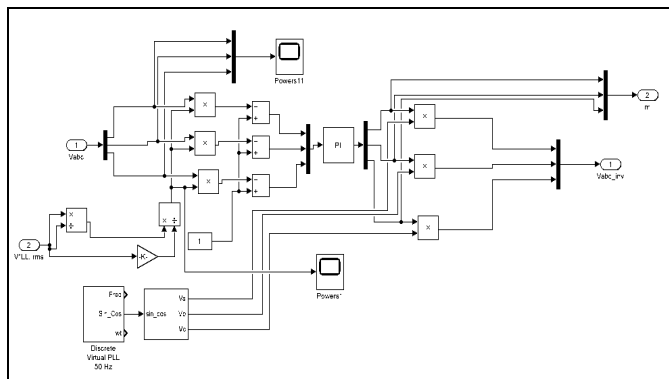 Powers11
1
Vabc
×
×
×
−
+
−
+
−
+
PI
×
×
×
2
rr
1
Vabc_inv
×
÷
×
÷
2
V*LL. rms
-K-
1
Powers*
Freq
Sin_Cos
wt
sin_cos
Va
Vb
Vc
Discrete
Virtual PLL
50 Hz